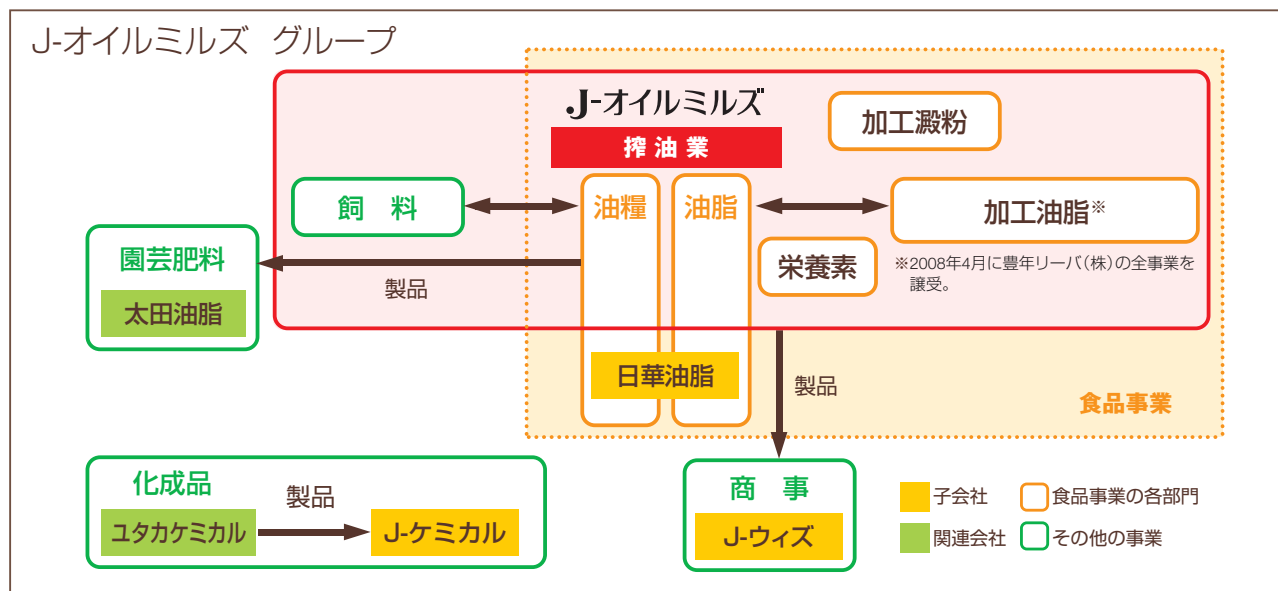 J-オイルミルズ グループ
J-オイルミルズ
搾油業
加工澱粉
飼 料
油糧
油脂
加工油脂※
※2008年4月に豊年リーバ(株)の全事業を
譲受。
栄養素
園芸肥料
太田油脂
製品
日華油脂
製品
食品事業
化成品
ユタカケミカル
製品
J-ケミカル
商 事
J-ウィズ
子会社
食品事業の各部門
関連会社
その他の事業